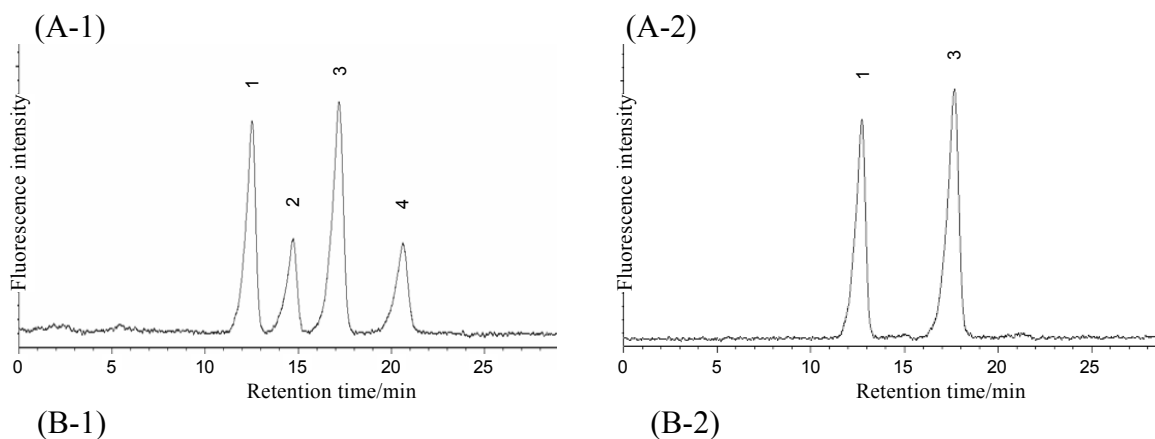 (A-1)
Fluorescence intensity
1
2
3
4
0 5 10 15 20 25
Retention time/min
(B-1)
(A-2)
Fluorescence intensity
1
3
0 5 10 15 20 25
Retention time/min
(B-2)